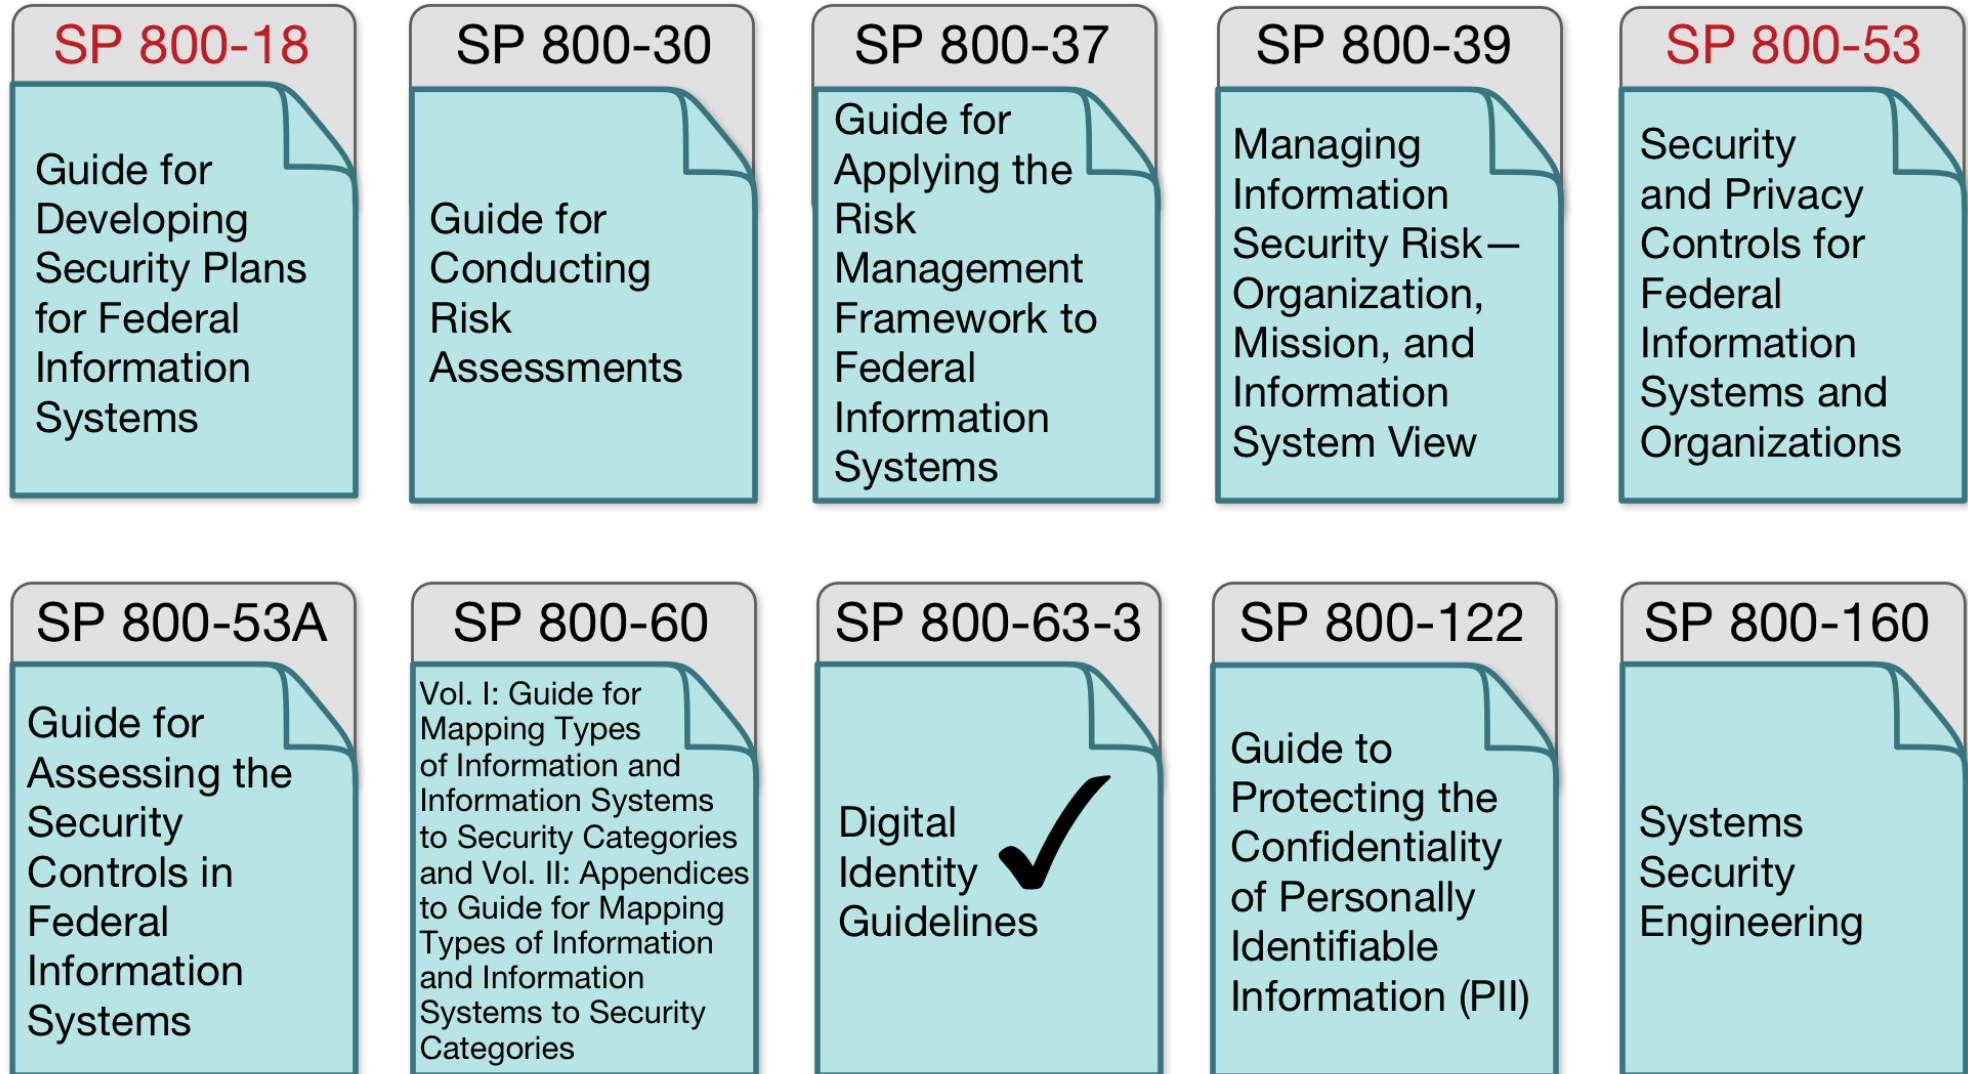 SP 800-18
Guide for
Developing
Security Plans
for Federal
Information
Systems
SP 800-30
Guide for
Conducting
Risk
Assessments
SP 800-37
Guide for
Applying the
Risk
Management
Framework to
Federal
Information
Systems
SP 800-39
Managing
Information
Security Risk—
Organization,
Mission, and
Information
System View
SP 800-53
Security
and Privacy
Controls for
Federal
Information
Systems and
Organizations
SP 800-53A
Guide for
Assessing the
Security
Controls in
Federal
Information
Systems
SP 800-60
Vol. I: Guide for
Mapping Types
of Information and
Information Systems
to Security Categories
and Vol. II: Appendices
to Guide for Mapping
Types of Information
and Information
Systems to Security
Categories
SP 800-63-3
Digital
Identity
Guidelines
SP 800-122
Guide to
Protecting the
Confidentiality
of Personally
Identifiable
Information (PII)
SP 800-160
Systems
Security
Engineering